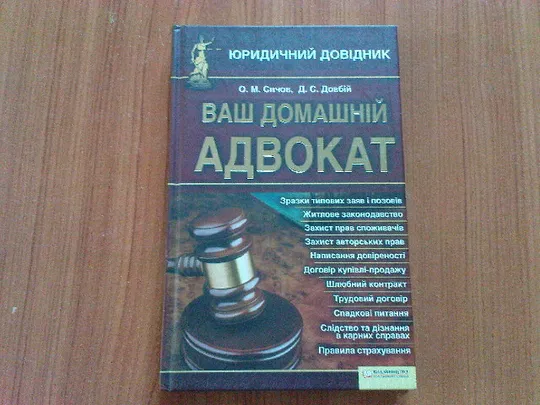 ЮРИДИЧНИЙ ДОВІДНИК
О. М. Сичов, Д. С. Довбій
ВАШ ДОМАШНІЙ
АДВОКАТ
Зразки типових заяв і позовів
Житлове законодавство
Захист прав споживачів
Захист авторських прав
Написання довіреності
Договір купівлі-продажу
Шлюбний контракт
Трудовий договір
Спадкові питання
Слідство та дізнання
в карних справах
Правила страхування